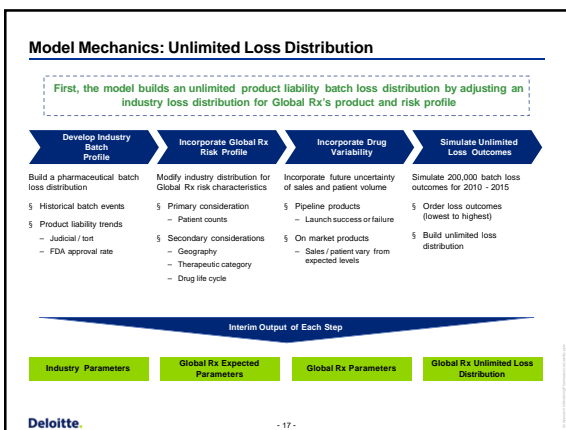 Model Mechanics: Unlimited Loss Distribution
First, the model builds an unlimited product liability batch loss distribution by adjusting an
industry loss distribution for Global Rx's product and risk profile
Develop Industry
Batch
Profile
Build a pharmaceutical batch
loss distribution
§ Historical batch events
§ Product liability trends
– Judicial / tort
– FDA approval rate
Incorporate Global Rx
Risk Profile
Modify industry distribution for
Global Rx risk characteristics
§ Primary consideration
– Patient counts
§ Secondary considerations
– Geography
– Therapeutic category
– Drug life cycle
Incorporate Drug
Variability
Incorporate future uncertainty
of sales and patient volume
§ Pipeline products
– Launch success or failure
§ On market products
– Sales / patient vary from
expected levels
Simulate Unlimited
Loss Outcomes
Simulate 200,000 batch loss
outcomes for 2010 - 2015
§ Order loss outcomes
(lowest to highest)
§ Build unlimited loss
distribution
Interim Output of Each Step
Industry Parameters
Global Rx Expected
Parameters
Global Rx Parameters
Global Rx Unlimited Loss
Distribution
Deloitte.
- 17 -